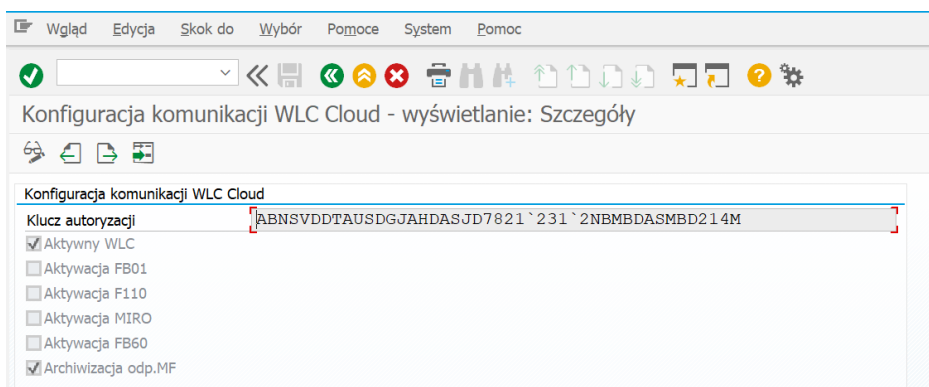 Wgląd Edycja Skok do Wybór Pomoce System Pomoc
Konfiguracja komunikacji WLC Cloud - wyświetlanie: Szczegóły
Konfiguracja komunikacji WLC Cloud
Klucz autoryzacji ABNSVDDTAUSDGJAHDASJD7821`231`2NBMBDASMBD214M
Aktywny WLC
Aktywacja FB01
Aktywacja F110
Aktywacja MIRO
Aktywacja FB60
Archiwizacja odp.MF